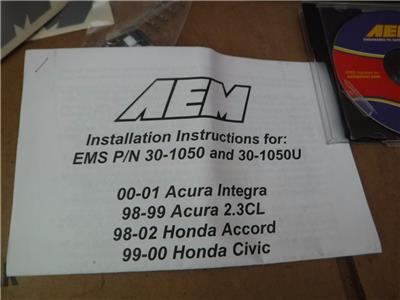 AEM
Installation Instructions for:
EMS P/N 30-1050 and 30-1050U
00-01 Acura Integra
98-99 Acura 2.3CL
98-02 Honda Accord
99-00 Honda Civic
AEM